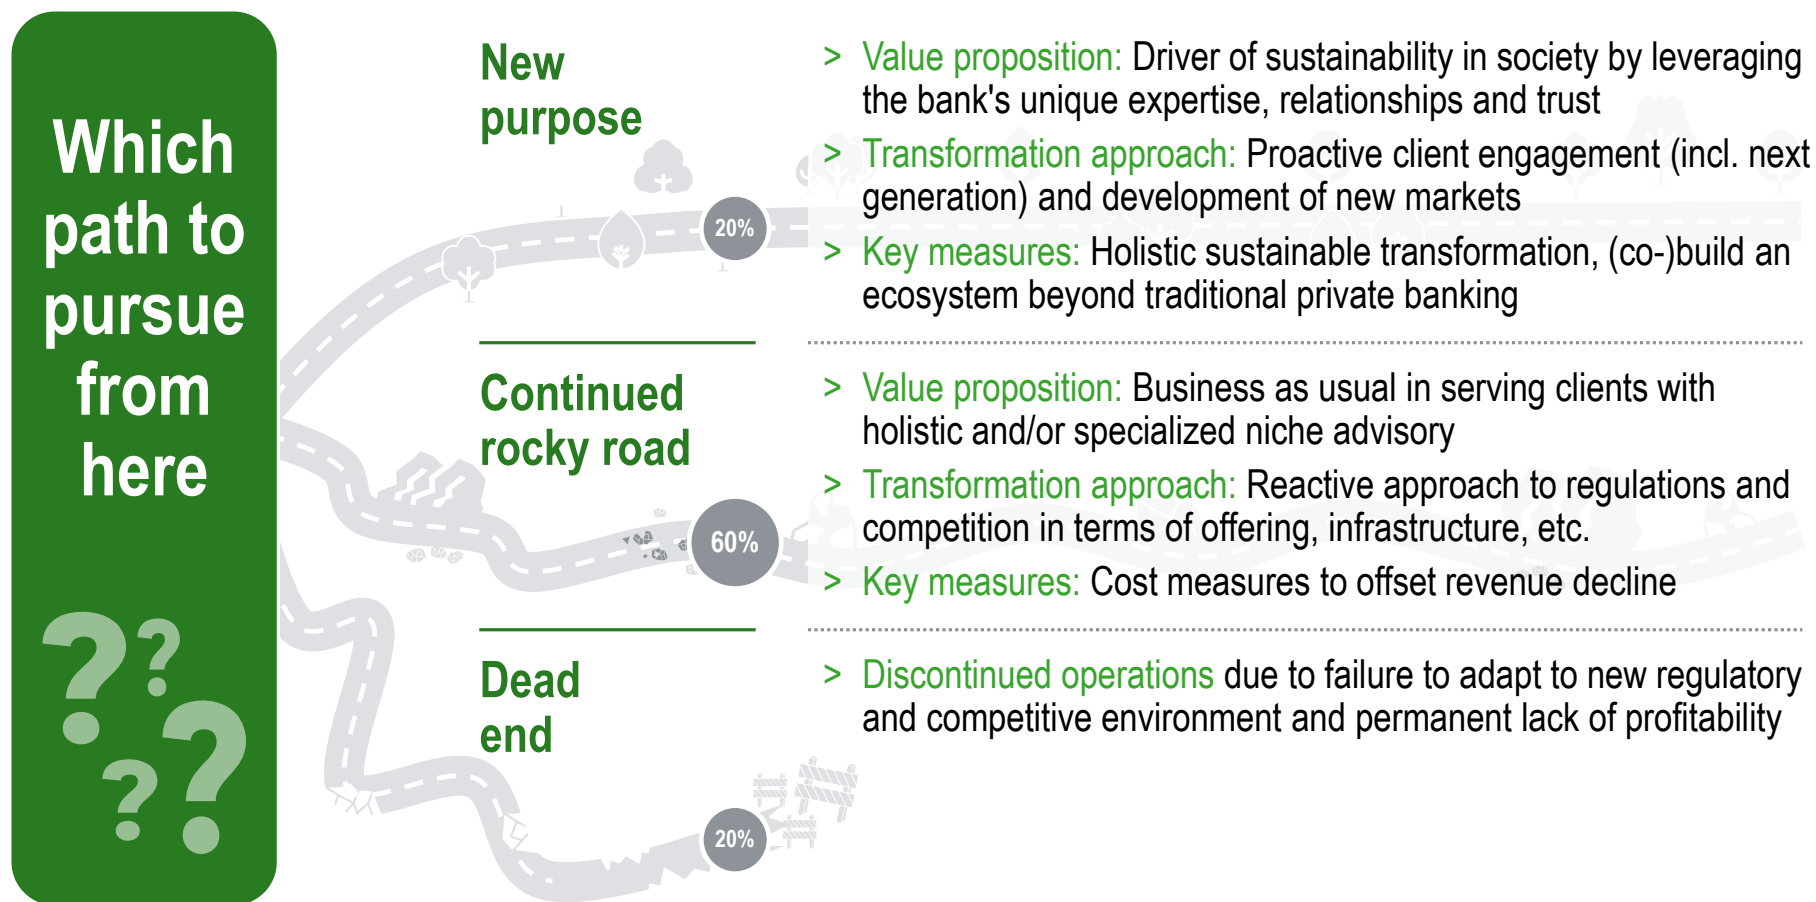 Which
path to
pursue
from
here
? ?
? ?
New
purpose
20%
> Value proposition: Driver of sustainability in society by leveraging
the bank's unique expertise, relationships and trust
> Transformation approach: Proactive client engagement (incl. next
generation) and development of new markets
> Key measures: Holistic sustainable transformation, (co-)build an
ecosystem beyond traditional private banking
Continued
rocky road
60%
> Value proposition: Business as usual in serving clients with
holistic and/or specialized niche advisory
> Transformation approach: Reactive approach to regulations and
competition in terms of offering, infrastructure, etc.
> Key measures: Cost measures to offset revenue decline
Dead
end
20%
> Discontinued operations due to failure to adapt to new regulatory
and competitive environment and permanent lack of profitability